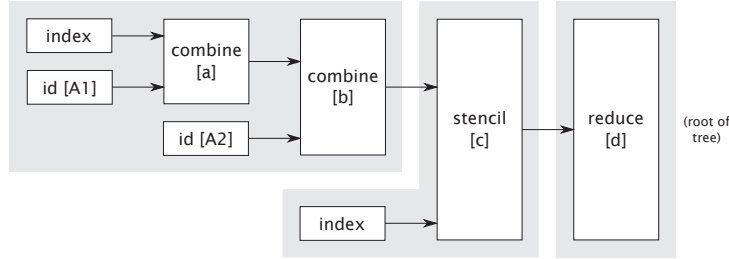 index
id [A1]
combine
[a]
id [A2]
combine
[b]
index
stencil
[c]
reduce
[d]
(root of
tree)